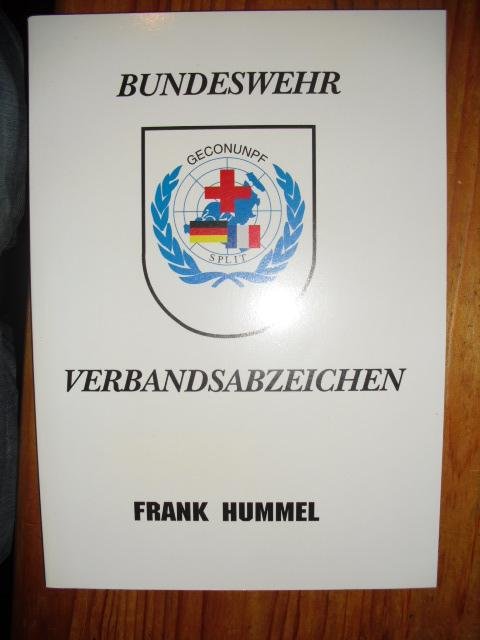 BUNDESWEHR
GECONUNPF
SPLIT
VERBANDSABZEICHEN
FRANK HUMMEL